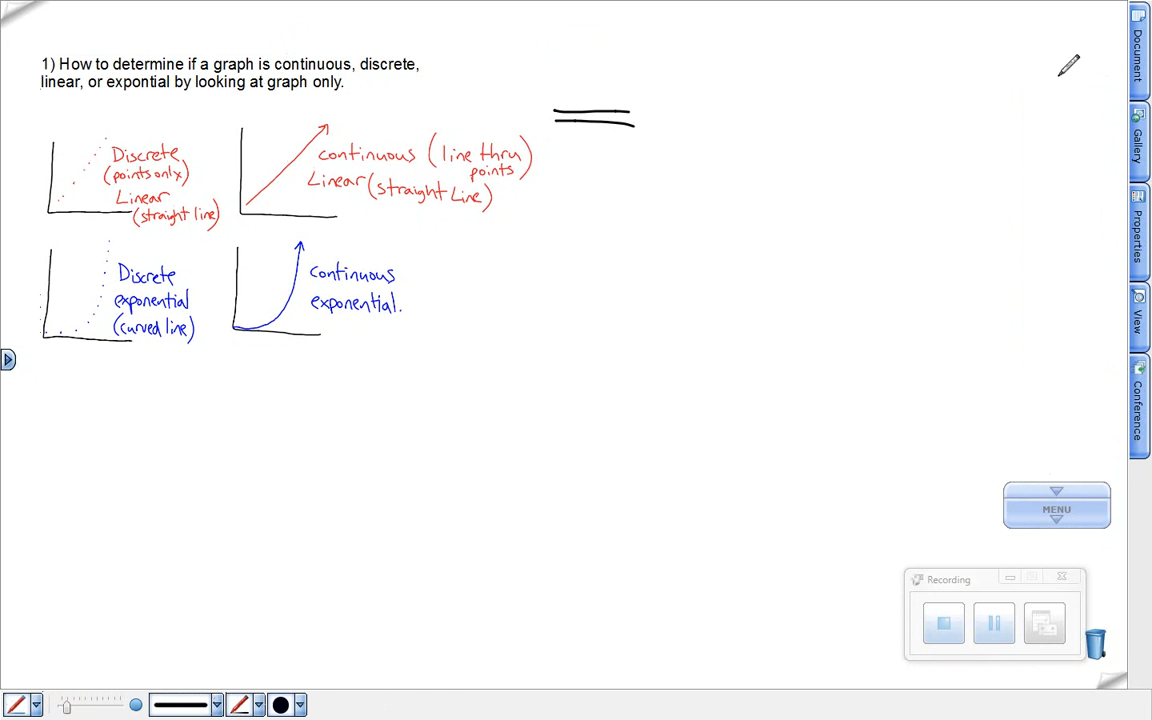 1) How to determine if a graph is continuous, discrete,
linear, or expontial by looking at graph only.
Discrete
(points only)
Linear
(straight line)
continuous (line thru
points)
Linear (straight Line)
Discrete
exponential
(curved line)
continuous
exponential.
Document
Gallery
Properties
View
Conference
MENU
Recording